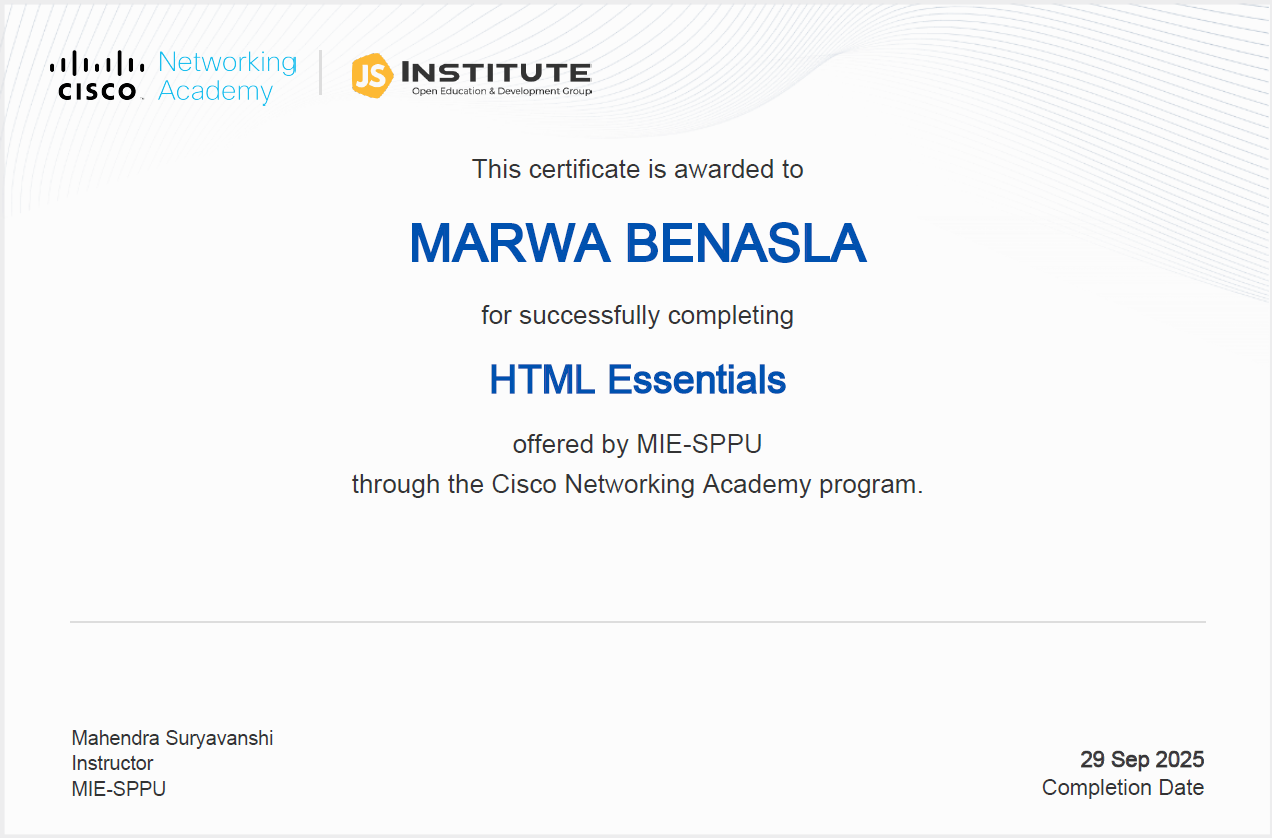 CISCO Networking Academy
JS INSTITUTE
Open Education & Development Group
This certificate is awarded to
MARWA BENASLA
for successfully completing
HTML Essentials
offered by MIE-SPPU
through the Cisco Networking Academy program.
Mahendra Suryavanshi
Instructor
MIE-SPPU
29 Sep 2025
Completion Date